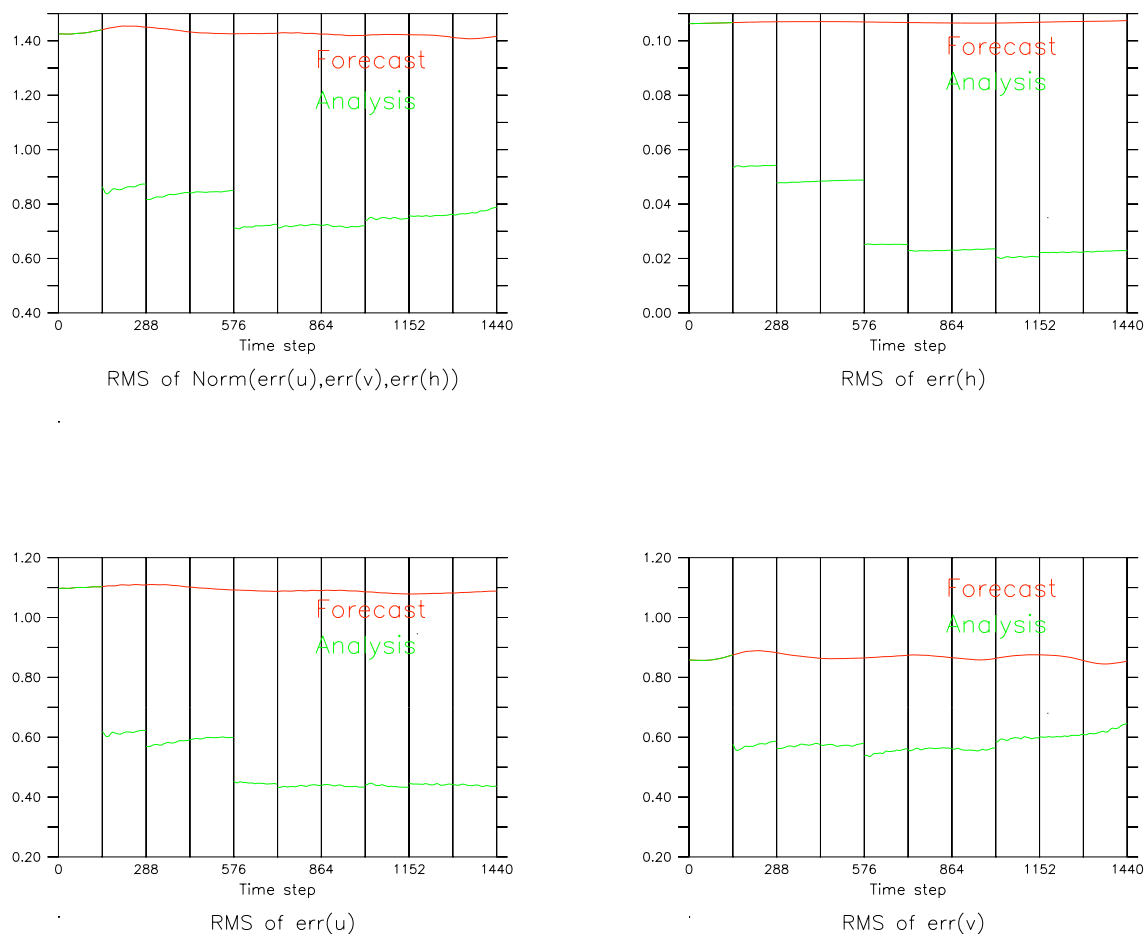 1.40
1.20
1.00
0.80
0.60
0.40
0 288 576 864 1152 1440
Time step
Forecast
Analysis
RMS of Norm(err(u),err(v),err(h))
0.10
0.08
0.06
0.04
0.02
0.00
0 288 576 864 1152 1440
Time step
Forecast
Analysis
RMS of err(h)
1.20
1.00
0.80
0.60
0.40
0.20
0 288 576 864 1152 1440
Time step
Forecast
Analysis
RMS of err(u)
1.20
1.00
0.80
0.60
0.40
0.20
0 288 576 864 1152 1440
Time step
Forecast
Analysis
RMS of err(v)